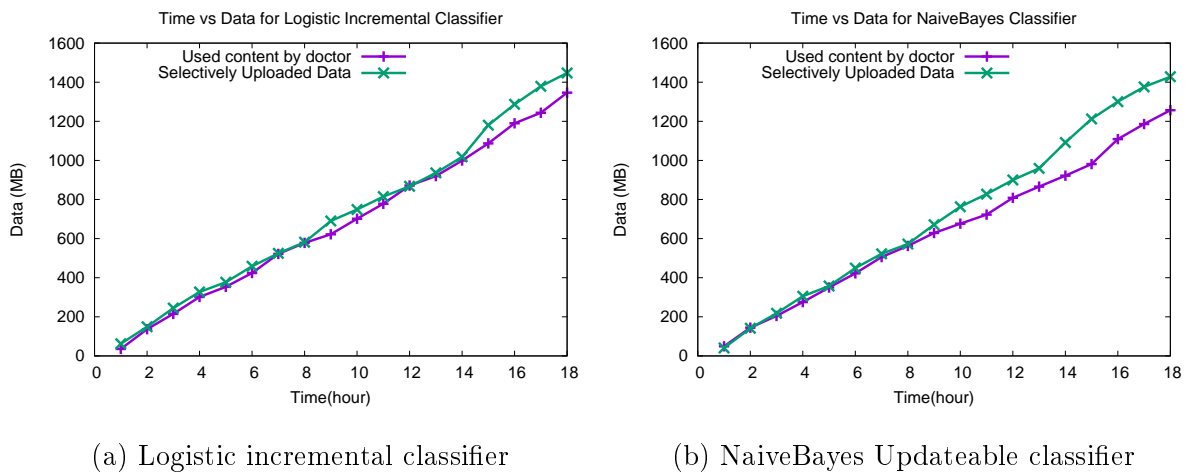 Time vs Data for Logistic Incremental Classifier
Used content by doctor
Selectively Uploaded Data
Data (MB)
1600
1400
1200
1000
800
600
400
200
0
0 2 4 6 8 10 12 14 16 18
Time(hour)
(a) Logistic incremental classifier
Time vs Data for NaiveBayes Classifier
Used content by doctor
Selectively Uploaded Data
Data (MB)
1600
1400
1200
1000
800
600
400
200
0
0 2 4 6 8 10 12 14 16 18
Time(hour)
(b) NaiveBayes Updateable classifier